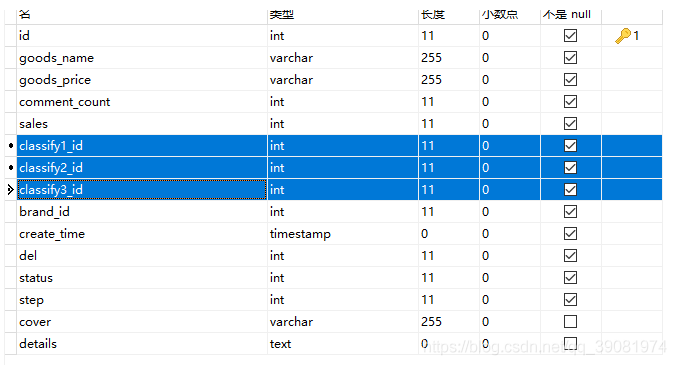 名 类型 长度 小数点 不是 null
id int 11 0 1
goods_name varchar 255 0
goods_price varchar 255 0
comment_count int 11 0
sales int 11 0
classify1_id int 11 0
classify2_id int 11 0
classify3_id int 11 0
brand_id int 11 0
create_time timestamp 0 0
del int 11 0
status int 11 0
step int 11 0
cover varchar 255 0
details text 0 0
https://blog.csdn.net/qq_39081974